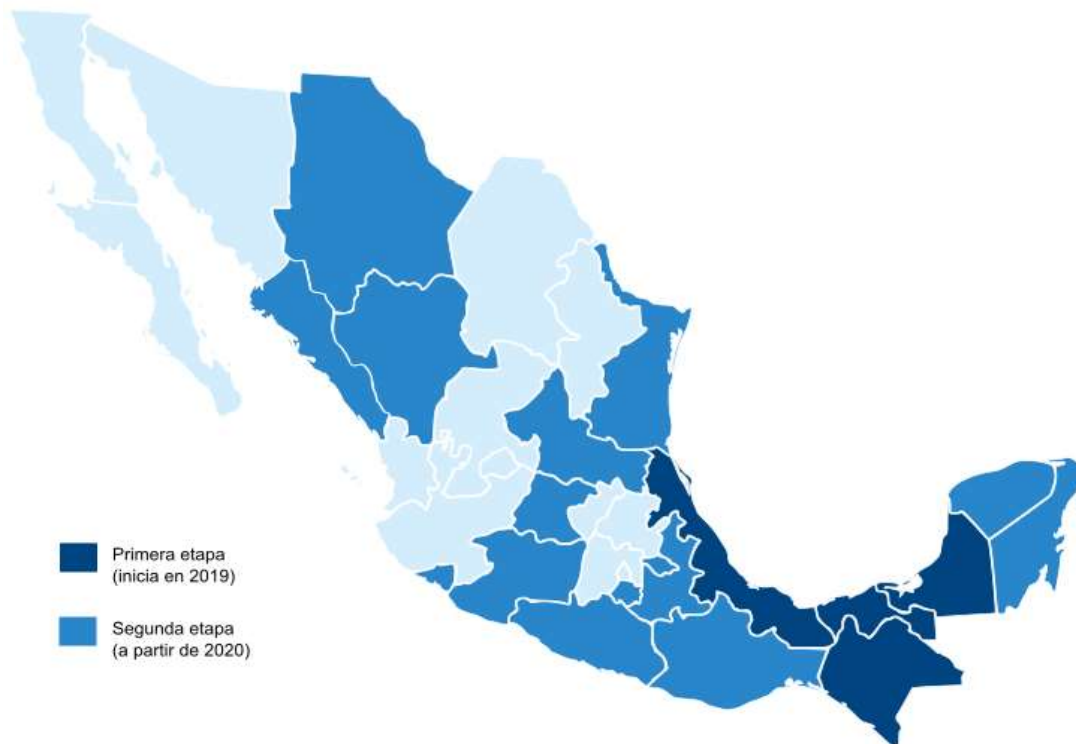 Primera etapa
(inicia en 2019)
Segunda etapa
(a partir de 2020)